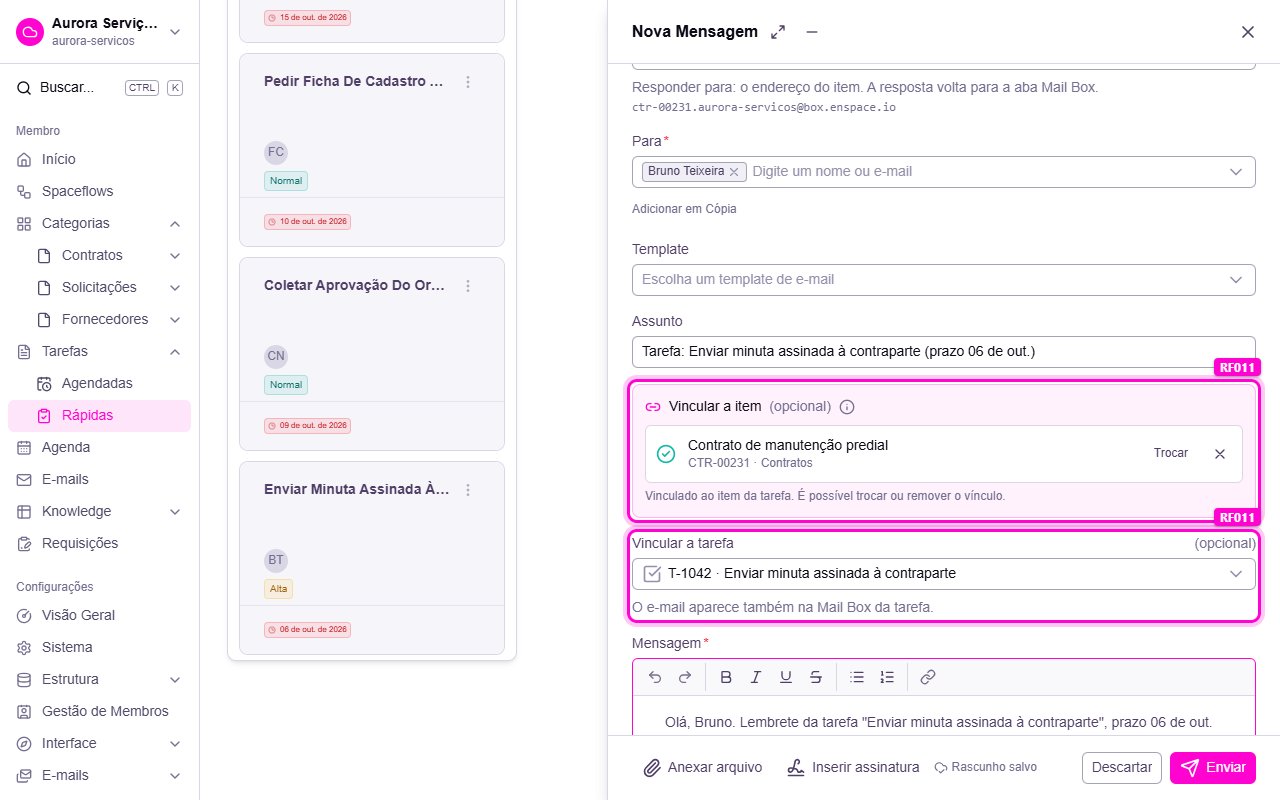 Aurora Serviç...
aurora-servicos
Buscar...
CTRL
K
Membro
Início
Spaceflows
Categorias
Contratos
Solicitações
Fornecedores
Tarefas
Agendadas
Rápidas
Agenda
E-mails
Knowledge
Requisições
Configurações
Visão Geral
Sistema
Estrutura
Gestão de Membros
Interface
E-mails
15 de out. de 2026
Pedir Ficha De Cadastro ...
FC
Normal
10 de out. de 2026
Coletar Aprovação Do Or...
CN
Normal
09 de out. de 2026
Enviar Minuta Assinada À...
BT
Alta
06 de out. de 2026
Nova Mensagem
Responder para: o endereço do item. A resposta volta para a aba Mail Box.
ctr-00231.aurora-servicos@box.enspace.io
Para*
Bruno Teixeira
Digite um nome ou e-mail
Adicionar em Cópia
Template
Escolha um template de e-mail
Assunto
Tarefa: Enviar minuta assinada à contraparte (prazo 06 de out.)
RF011
Vincular a item (opcional)
Contrato de manutenção predial
CTR-00231 · Contratos
Trocar
Vinculado ao item da tarefa. É possível trocar ou remover o vínculo.
RF011
Vincular a tarefa
(opcional)
T-1042 · Enviar minuta assinada à contraparte
O e-mail aparece também na Mail Box da tarefa.
Mensagem*
Olá, Bruno. Lembrete da tarefa "Enviar minuta assinada à contraparte", prazo 06 de out.
Anexar arquivo
Inserir assinatura
Rascunho salvo
Descartar
Enviar